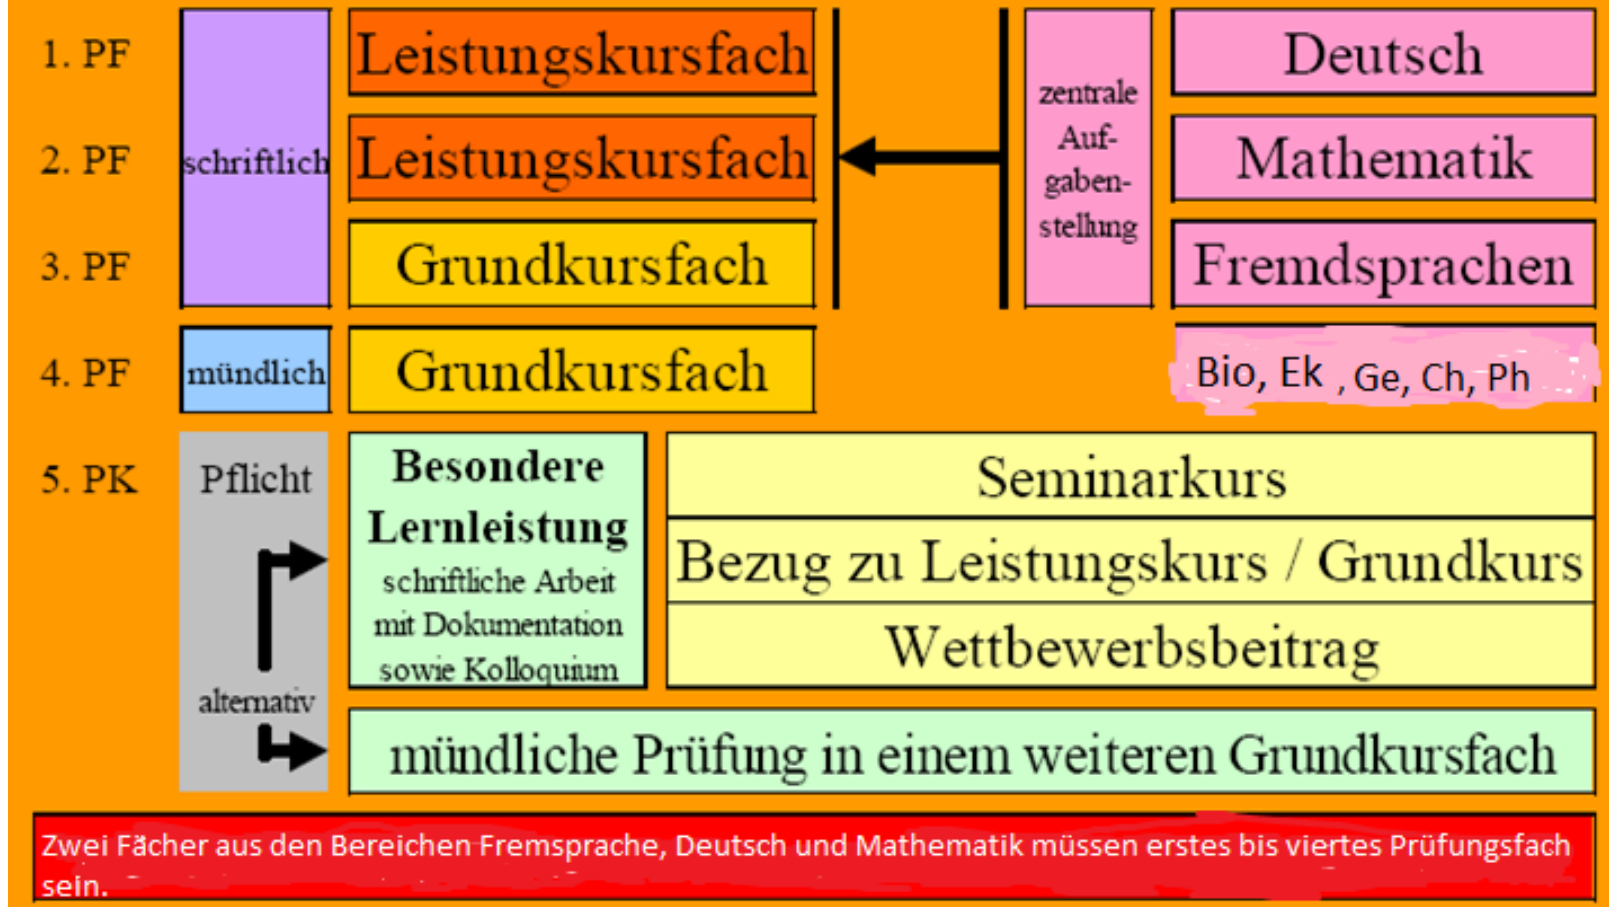 1. PF
schriftlich
Leistungskursfach
zentrale
Auf-
gaben-
stellung
Deutsch
2. PF
Leistungskursfach
Mathematik
3. PF
Grundkursfach
Fremdsprachen
4. PF
mündlich
Grundkursfach
Bio, Ek , Ge, Ch, Ph
5. PK
Pflicht
alternativ
Besondere
Lernleistung
schriftliche Arbeit
mit Dokumentation
sowie Kolloquium
Seminarkurs
Bezug zu Leistungskurs / Grundkurs
Wettbewerbsbeitrag
mündliche Prüfung in einem weiteren Grundkursfach
Zwei Fächer aus den Bereichen Fremsprache, Deutsch und Mathematik müssen erstes bis viertes Prüfungsfach
sein.